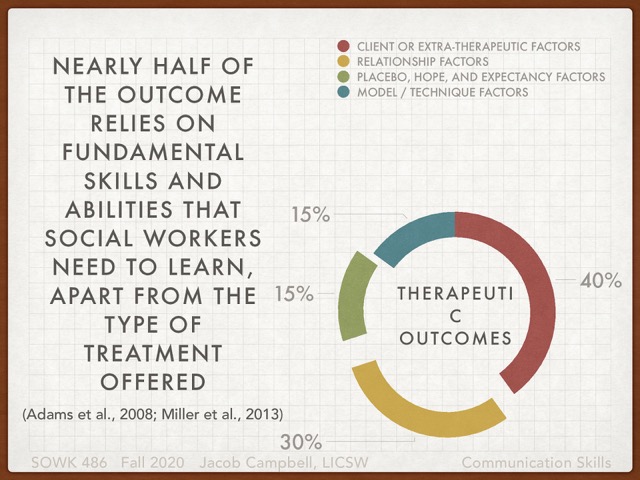 NEARLY HALF OF
THE OUTCOME
RELIES ON
FUNDAMENTAL
SKILLS AND
ABILITIES THAT
SOCIAL WORKERS
NEED TO LEARN,
APART FROM THE
TYPE OF
TREATMENT
OFFERED
(Adams et al., 2008; Miller et al., 2013)
CLIENT OR EXTRA-THERAPEUTIC FACTORS
RELATIONSHIP FACTORS
PLACEBO, HOPE, AND EXPECTANCY FACTORS
MODEL / TECHNIQUE FACTORS
15%
40%
15%
30%
THERAPEUTI
C
OUTCOMES
SOWK 486 Fall 2020 Jacob Campbell, LICSW Communication Skills